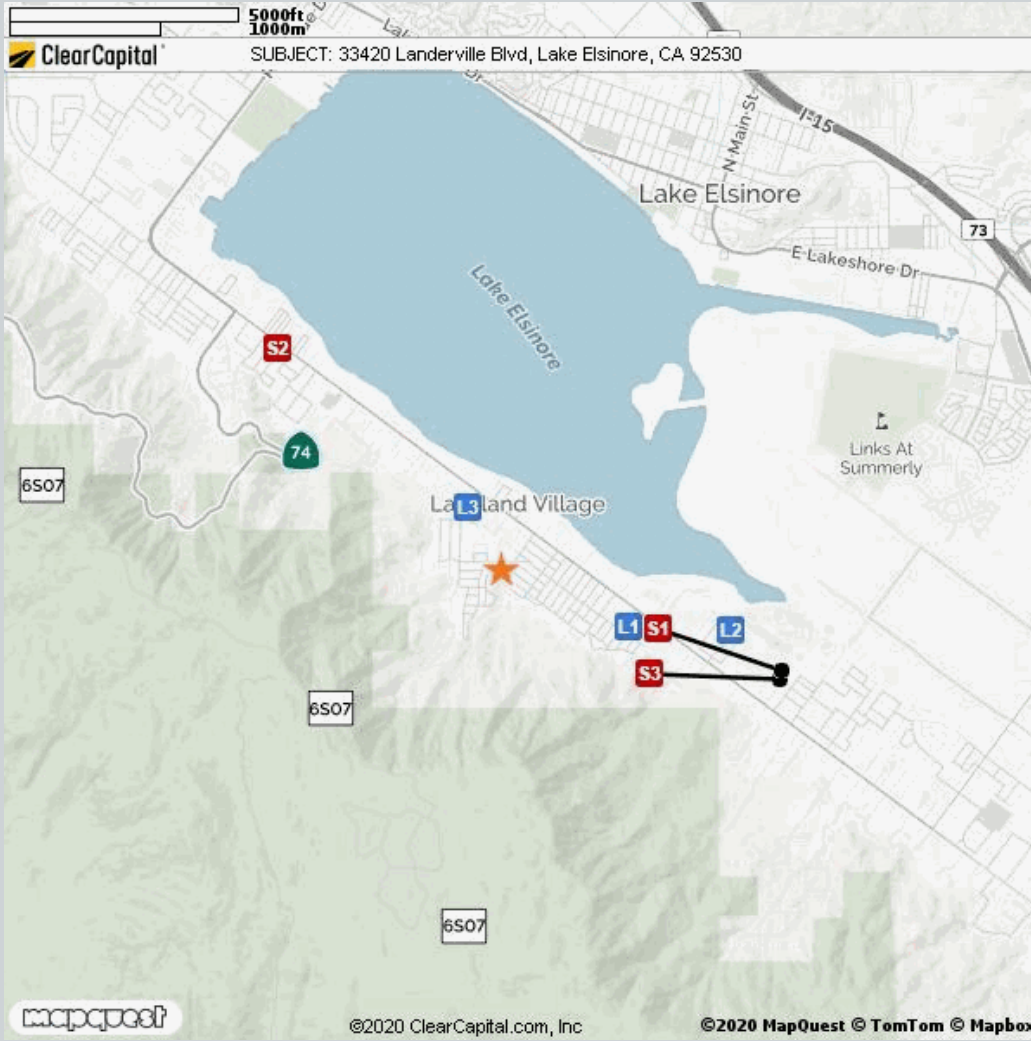 5000ft
1000m
ClearCapital
SUBJECT: 33420 Landerville Blvd, Lake Elsinore, CA 92530
I-15
N Main St
Lake Elsinore
73
E Lakeshore Dr
Lake Elsinore
S2
74
Links At
Summerly
6S07
L3
land Village
L1
S1
L2
S3
6S07
6S07
mapquest
©2020 ClearCapital.com, Inc
©2020 MapQuest © TomTom © Mapbox